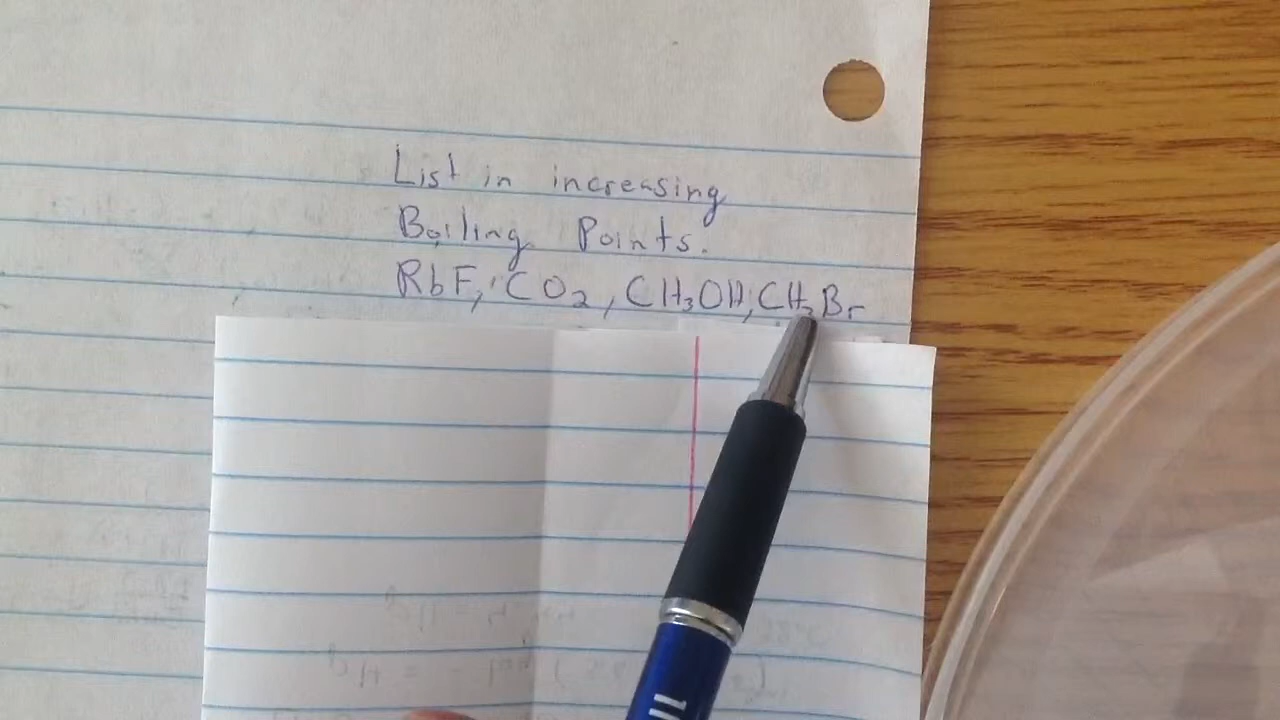 List in increasing
Boiling Points.
RbF, CO₂, CH₃OH, CH₃Br